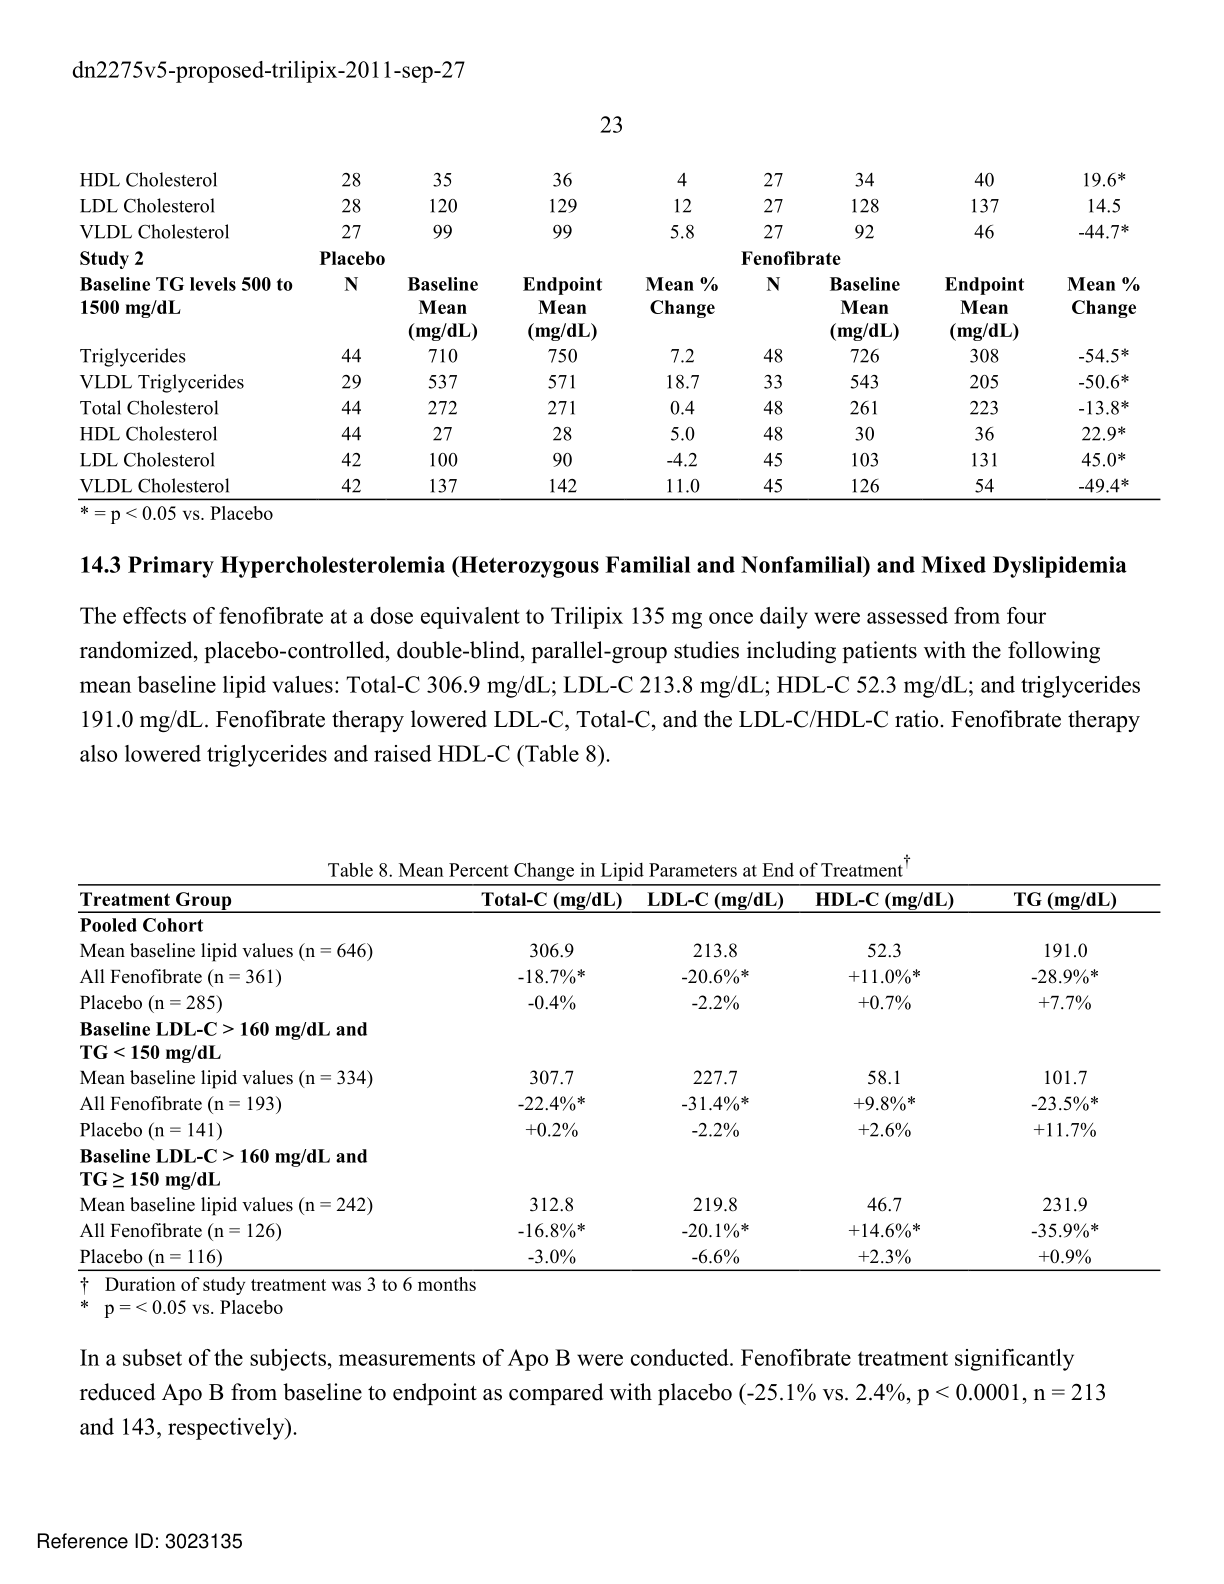 dn2275v5-proposed-trilipix-2011-sep-27
23
HDL Cholesterol 28 35 36 4 27 34 40 19.6*
LDL Cholesterol 28 120 129 12 27 128 137 14.5
VLDL Cholesterol 27 99 99 5.8 27 92 46 -44.7*
Study 2 Placebo Fenofibrate
Baseline TG levels 500 to N Baseline Endpoint Mean % N Baseline Endpoint Mean %
1500 mg/dL Mean Mean Change Mean Mean Change
(mg/dL) (mg/dL) (mg/dL) (mg/dL)
Triglycerides 44 710 750 7.2 48 726 308 -54.5*
VLDL Triglycerides 29 537 571 18.7 33 543 205 -50.6*
Total Cholesterol 44 272 271 0.4 48 261 223 -13.8*
HDL Cholesterol 44 27 28 5.0 48 30 36 22.9*
LDL Cholesterol 42 100 90 -4.2 45 103 131 45.0*
VLDL Cholesterol 42 137 142 11.0 45 126 54 -49.4*
* = p < 0.05 vs. Placebo
14.3 Primary Hypercholesterolemia (Heterozygous Familial and Nonfamilial) and Mixed Dyslipidemia
The effects of fenofibrate at a dose equivalent to Trilipix 135 mg once daily were assessed from four
randomized, placebo-controlled, double-blind, parallel-group studies including patients with the following
mean baseline lipid values: Total-C 306.9 mg/dL; LDL-C 213.8 mg/dL; HDL-C 52.3 mg/dL; and triglycerides
191.0 mg/dL. Fenofibrate therapy lowered LDL-C, Total-C, and the LDL-C/HDL-C ratio. Fenofibrate therapy
also lowered triglycerides and raised HDL-C (Table 8).
Table 8. Mean Percent Change in Lipid Parameters at End of Treatment†
Treatment Group Total-C (mg/dL) LDL-C (mg/dL) HDL-C (mg/dL) TG (mg/dL)
Pooled Cohort
Mean baseline lipid values (n = 646) 306.9 213.8 52.3 191.0
All Fenofibrate (n = 361) -18.7%* -20.6%* +11.0%* -28.9%*
Placebo (n = 285) -0.4% -2.2% +0.7% +7.7%
Baseline LDL-C > 160 mg/dL and
TG < 150 mg/dL
Mean baseline lipid values (n = 334) 307.7 227.7 58.1 101.7
All Fenofibrate (n = 193) -22.4%* -31.4%* +9.8%* -23.5%*
Placebo (n = 141) +0.2% -2.2% +2.6% +11.7%
Baseline LDL-C > 160 mg/dL and
TG ≥ 150 mg/dL
Mean baseline lipid values (n = 242) 312.8 219.8 46.7 231.9
All Fenofibrate (n = 126) -16.8%* -20.1%* +14.6%* -35.9%*
Placebo (n = 116) -3.0% -6.6% +2.3% +0.9%
† Duration of study treatment was 3 to 6 months
* p = < 0.05 vs. Placebo
In a subset of the subjects, measurements of Apo B were conducted. Fenofibrate treatment significantly
reduced Apo B from baseline to endpoint as compared with placebo (-25.1% vs. 2.4%, p < 0.0001, n = 213
and 143, respectively).
Reference ID: 3023135